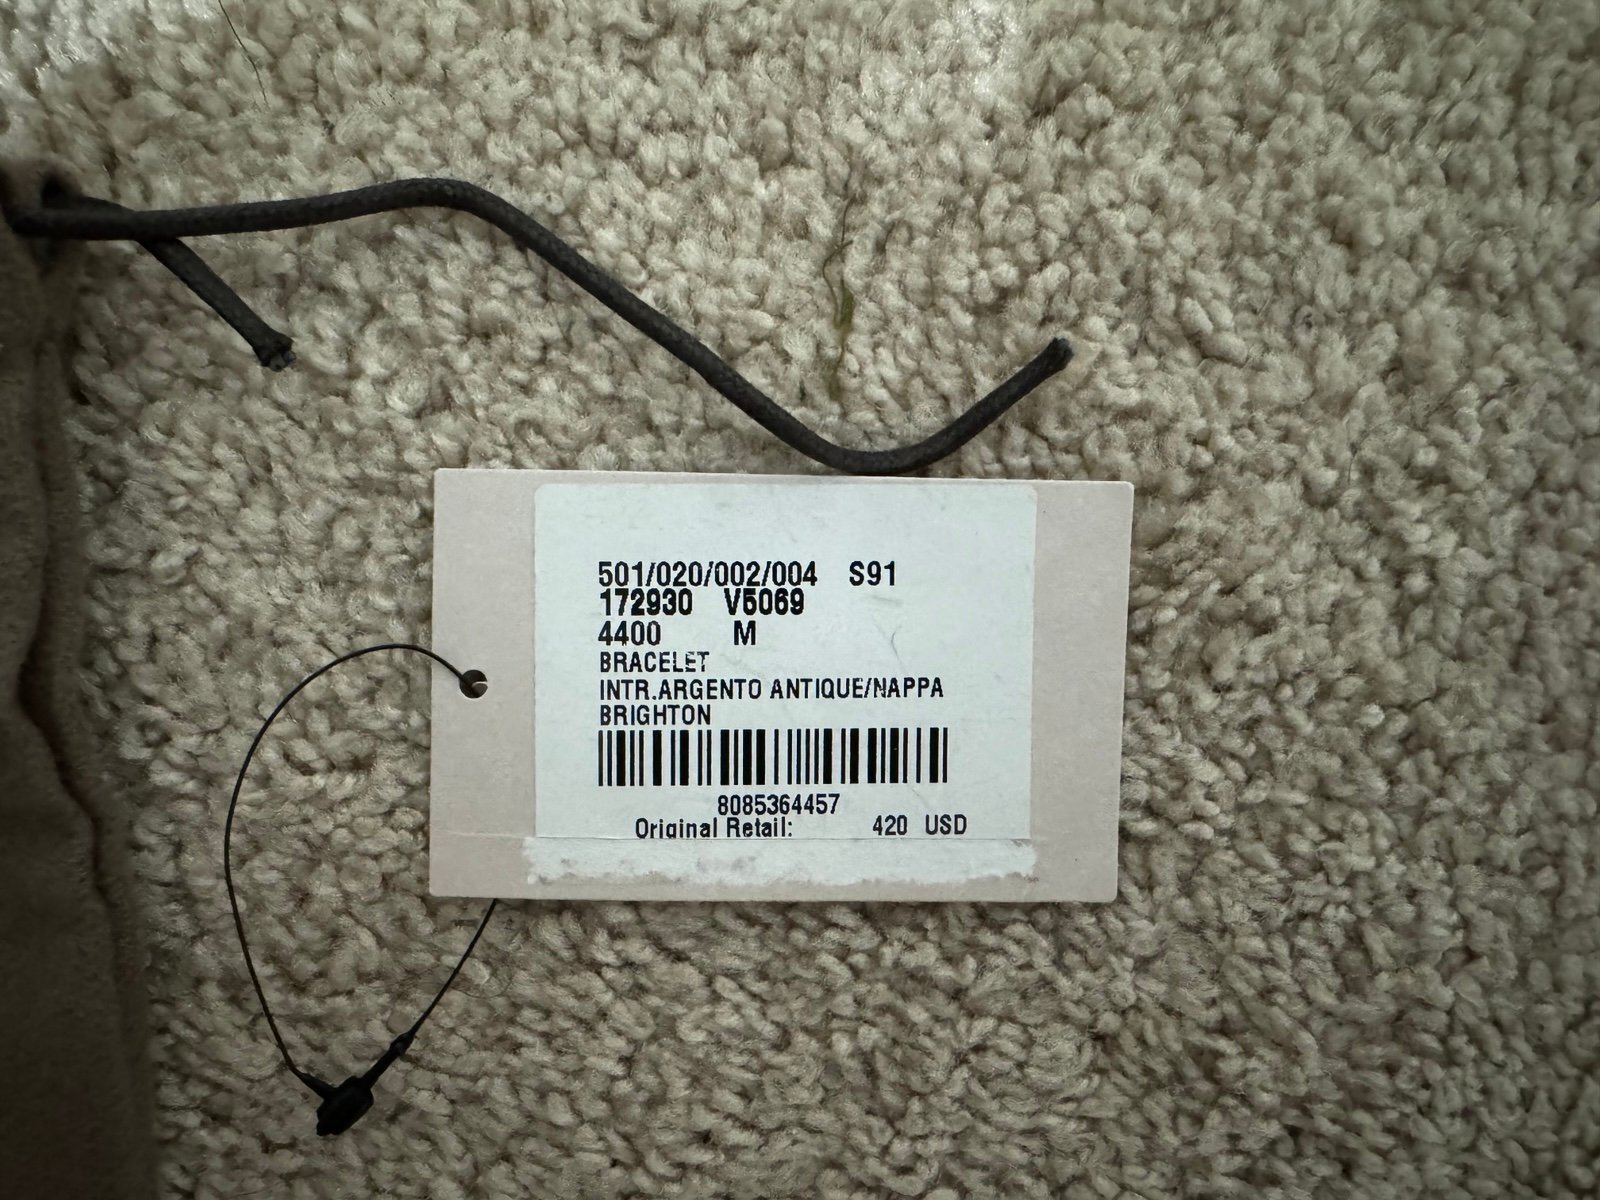 501/020/002/004 S91
172930 V5069
4400 M
BRACELET
INTR.ARGENTO ANTIQUE/NAPPA
BRIGHTON
8085364457
Original Retail: 420 USD